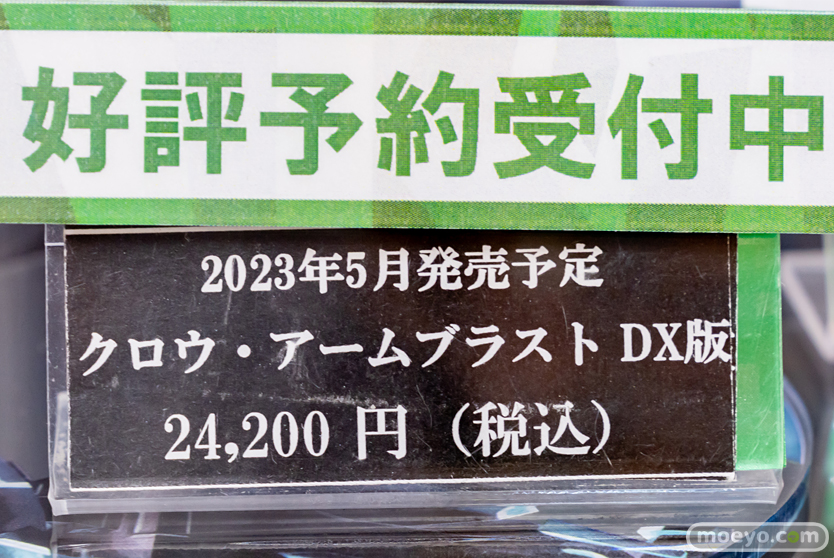 好評予約受付中
2023年5月発売予定
クロウ・アームブラスト DX版
24,200 円（税込）
moeyo.com